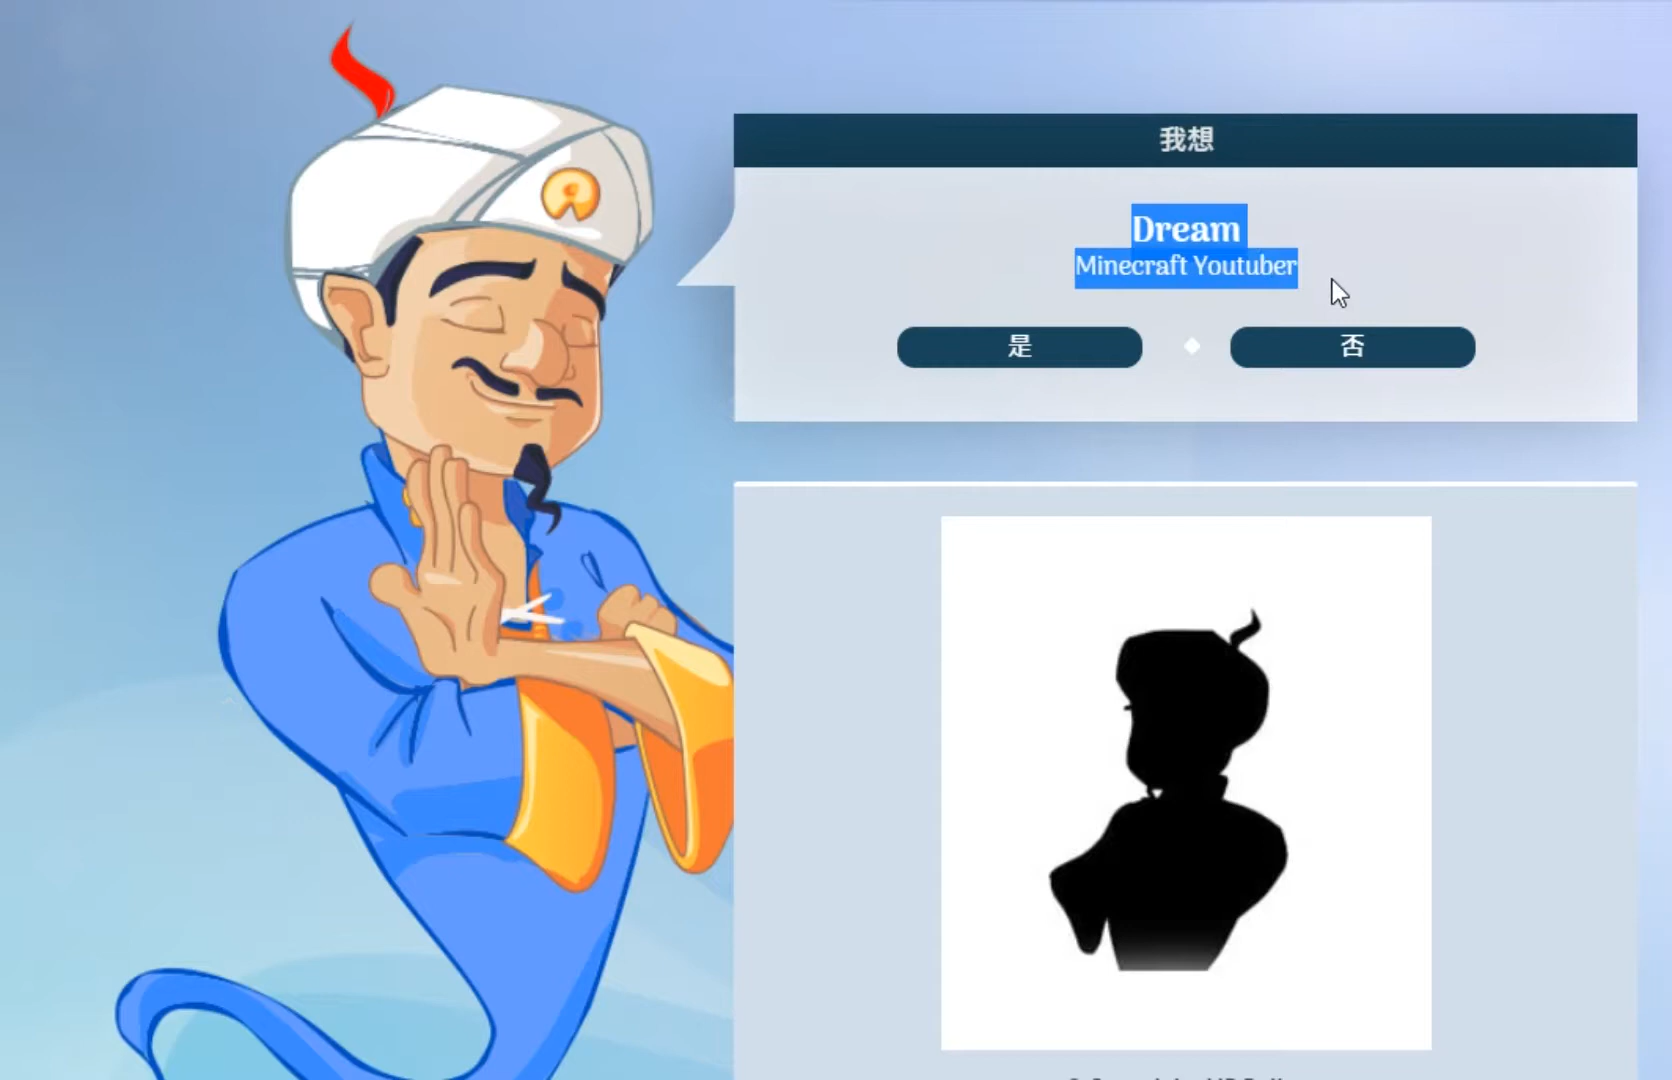 我想
Dream
Minecraft Youtuber
是
否